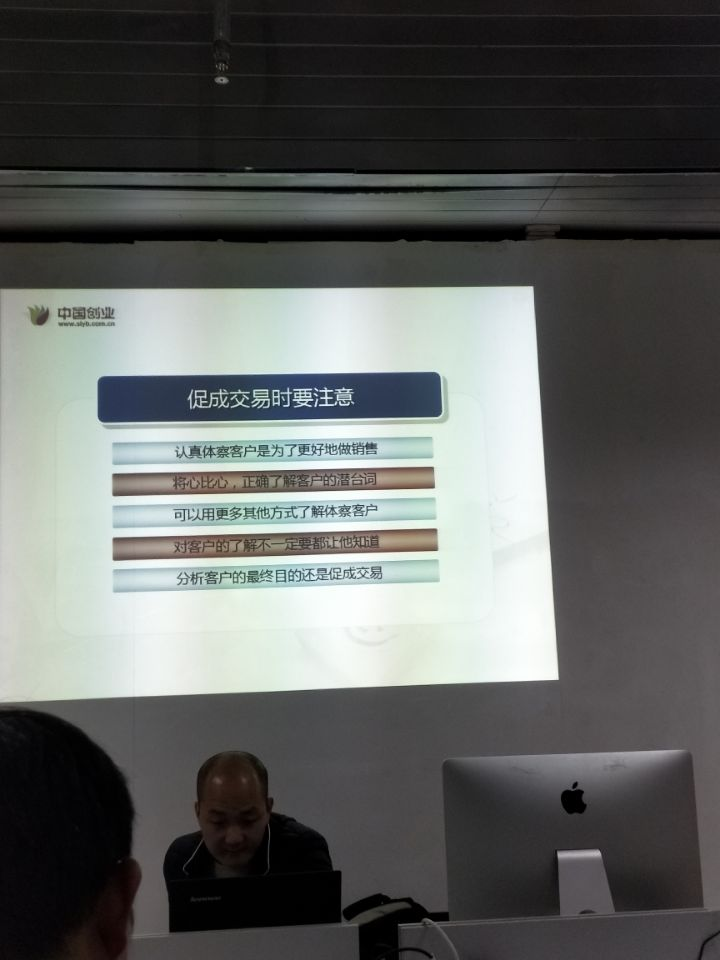 中国创业
www.siyb.com.cn
促成交易时要注意
认真体察客户是为了更好地做销售
将心比心，正确了解客户的潜台词
可以用更多其他方式了解体察客户
对客户的了解不一定要都让他知道
分析客户的最终目的还是促成交易
lenovo